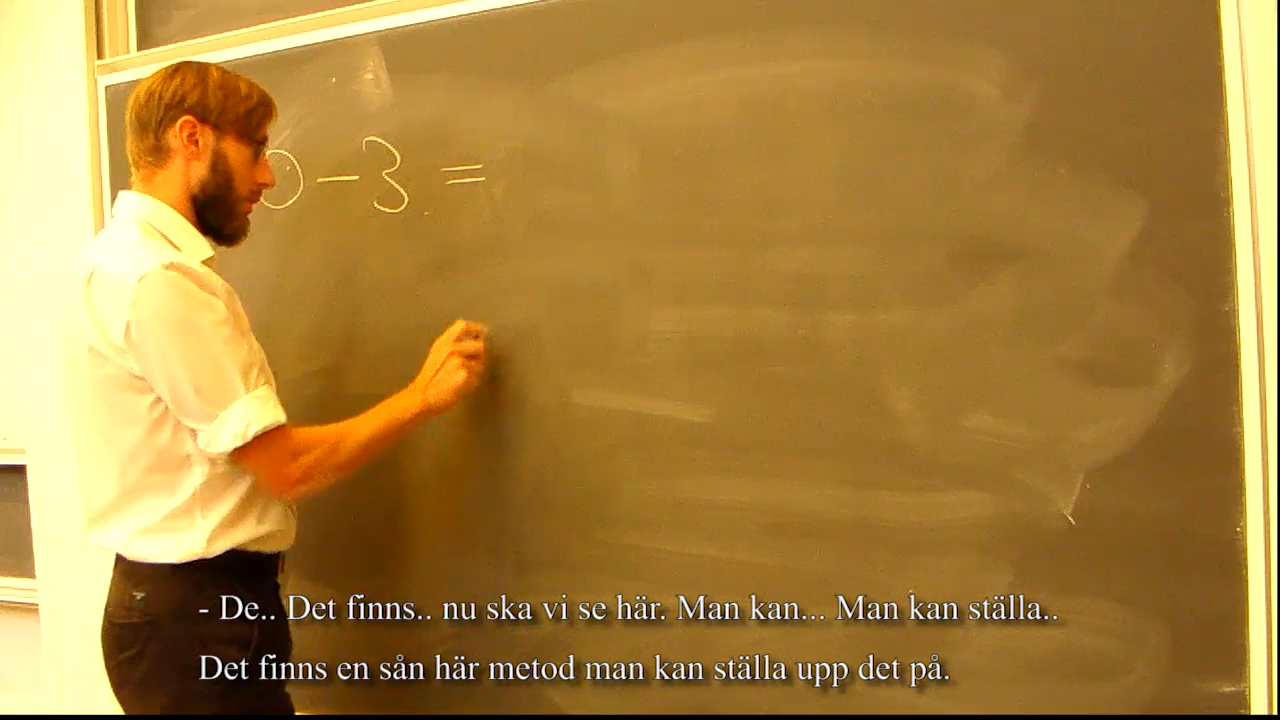 0 - 3 =
- De.. Det finns.. nu ska vi se här. Man kan... Man kan ställa..
Det finns en sån här metod man kan ställa upp det på.